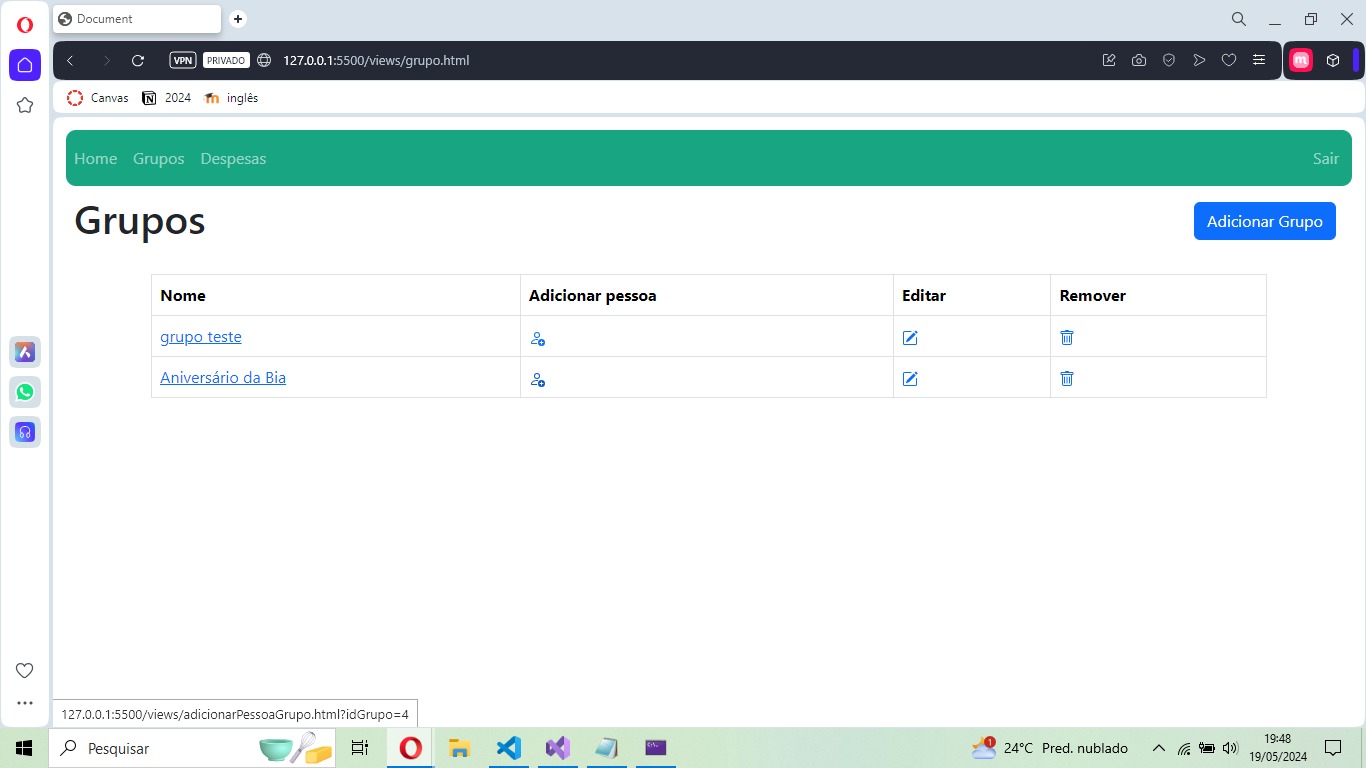 Document
VPN PRIVADO 127.0.0.1:5500/views/grupo.html
Canvas 2024 inglês
Home Grupos Despesas Sair
Grupos Adicionar Grupo
Nome Adicionar pessoa Editar Remover
grupo teste
Aniversário da Bia
127.0.0.1:5500/views/adicionarPessoaGrupo.html?idGrupo=4
Pesquisar 1 24°C Pred. nublado 19:48
19/05/2024